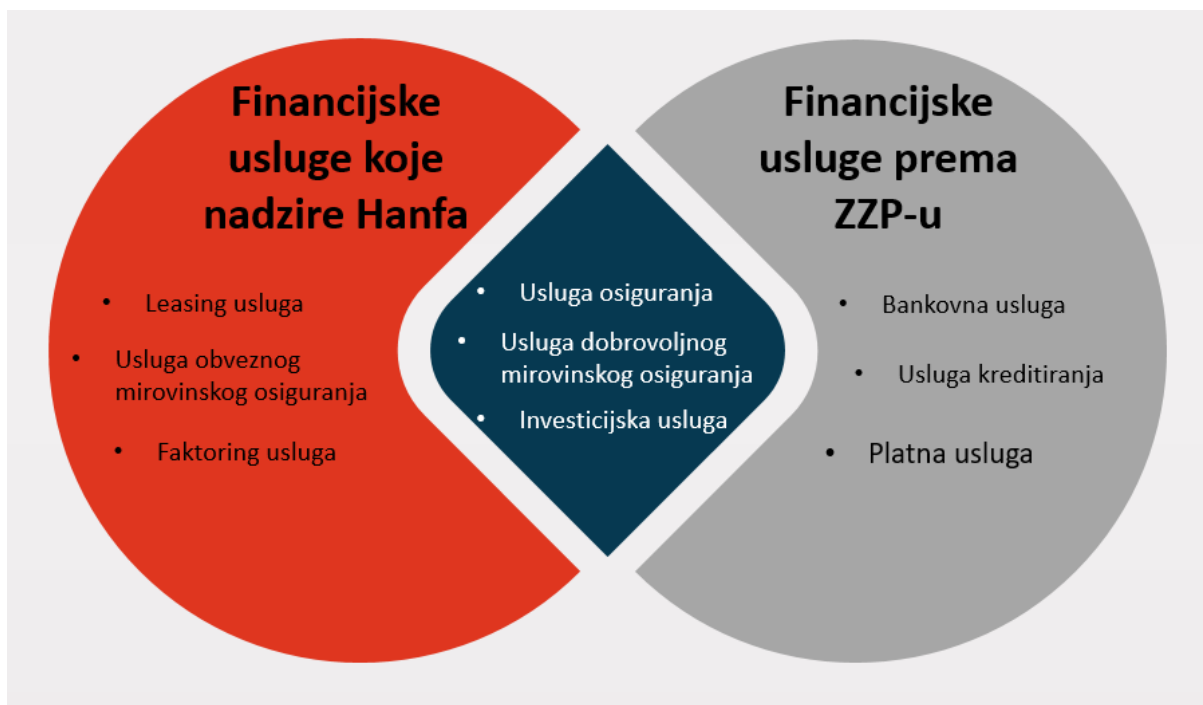 Financijske
usluge koje
nadzire Hanfa
• Leasing usluga
• Usluga obveznog
mirovinskog osiguranja
• Faktoring usluga
• Usluga osiguranja
• Usluga dobrovoljnog
mirovinskog osiguranja
• Investicijska usluga
Financijske
usluge prema
ZZP-u
• Bankovna usluga
• Usluga kreditiranja
• Platna usluga